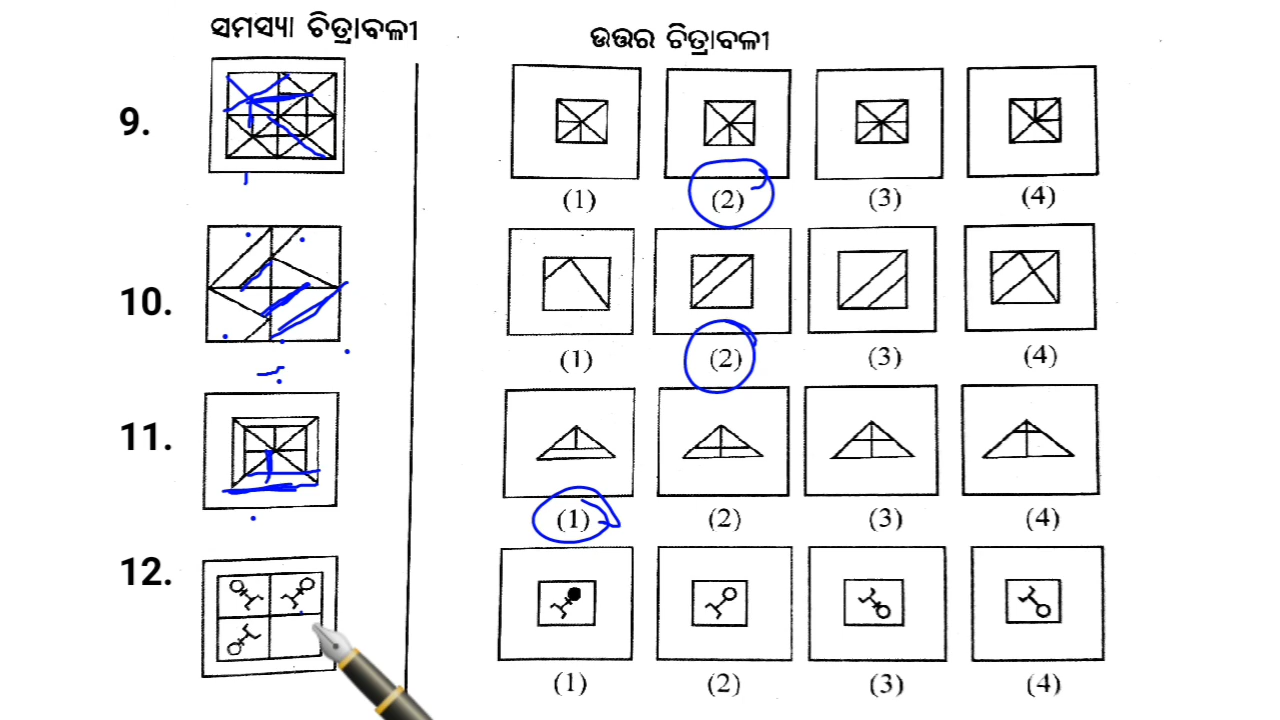 ସମସ୍ୟା ଚିତ୍ରାବଳୀ
ଉତ୍ତର ଚିତ୍ରାବଳୀ
9.
(1) (2) (3) (4)
10.
(1) (2) (3) (4)
11.
(1) (2) (3) (4)
12.
(1) (2) (3) (4)